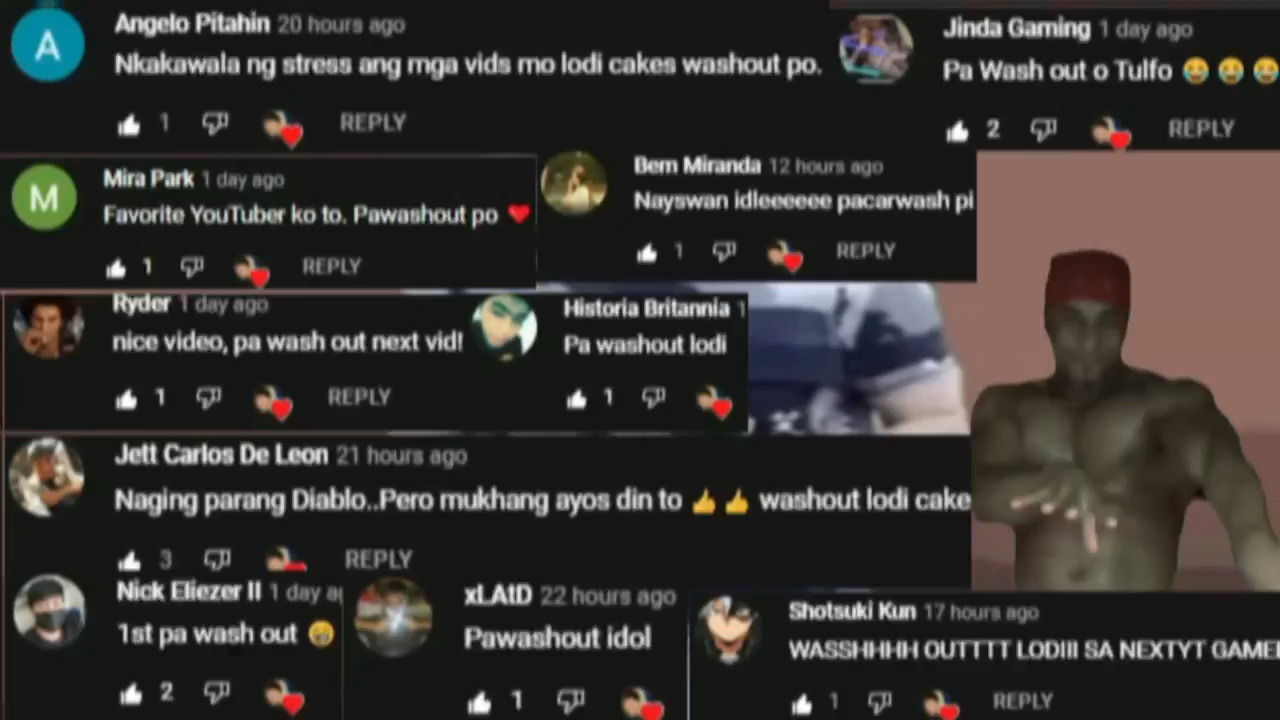 Angelo Pitahin 20 hours ago
Nkakawala ng stress ang mga vids mo lodi cakes washout po.
1 REPLY
Jinda Gaming 1 day ago
Pa Wash out o Tulfo 😂 😂 😂
2 REPLY
Mira Park 1 day ago
Favorite YouTuber ko to. Pawashout po ❤️
1 REPLY
Bem Miranda 12 hours ago
Nayswan idleeeeee pacarwash pi
1 REPLY
Ryder 1 day ago
nice video, pa wash out next vid!
1 REPLY
Historia Britannia 1
Pa washout lodi
1
Jett Carlos De Leon 21 hours ago
Naging parang Diablo..Pero mukhang ayos din to 👍 👍 washout lodi cake
3 REPLY
Nick Eliezer II 1 day a
1st pa wash out 😂
2
xLAtD 22 hours ago
Pawashout idol
1
Shotsuki Kun 17 hours ago
WASSHHHH OUTTTT LODIII SA NEXTYT GAME
1 REPLY